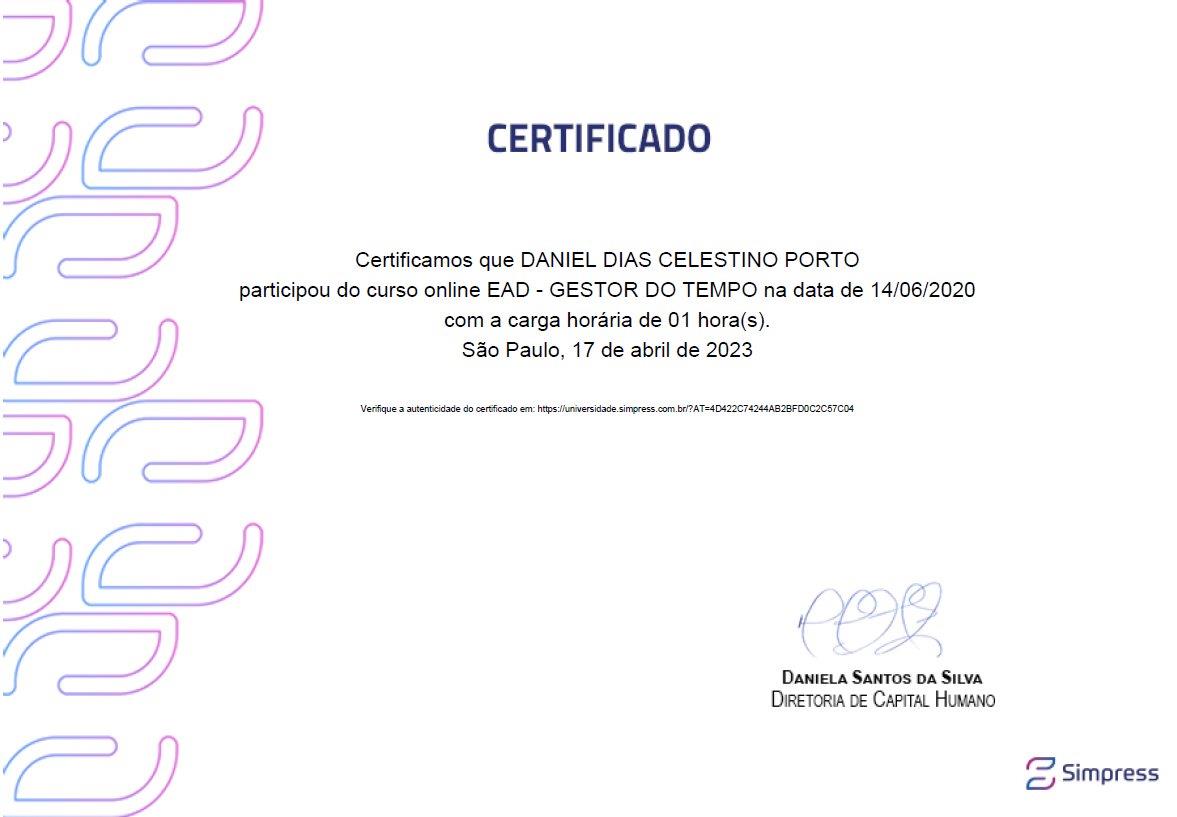 CERTIFICADO
Certificamos que DANIEL DIAS CELESTINO PORTO
participou do curso online EAD - GESTOR DO TEMPO na data de 14/06/2020
com a carga horária de 01 hora(s).
São Paulo, 17 de abril de 2023
Verifique a autenticidade do certificado em: https://universidade.simpress.com.br/?AT=4D422C74244AB2BFD0C2C57C04
DANIELA SANTOS DA SILVA
DIRETORIA DE CAPITAL HUMANO
Simpress